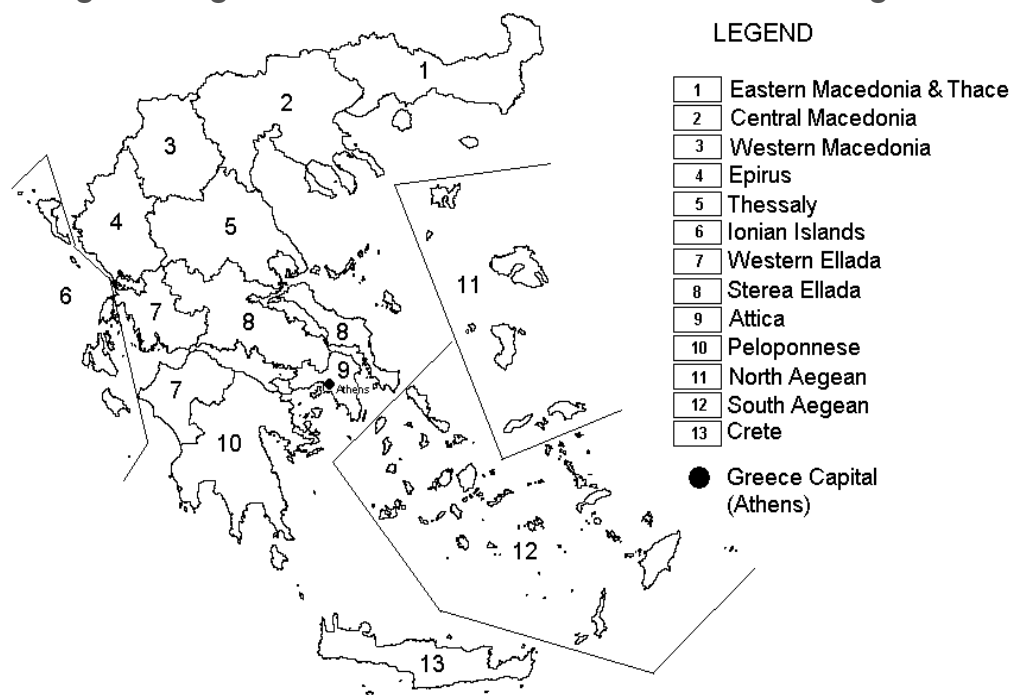 LEGEND
1 Eastern Macedonia & Thace
2 Central Macedonia
3 Western Macedonia
4 Epirus
5 Thessaly
6 Ionian Islands
7 Western Ellada
8 Sterea Ellada
9 Attica
10 Peloponnese
11 North Aegean
12 South Aegean
13 Crete
Greece Capital
(Athens)
1
2
3
4
5
6
7
8
8
9
Athens
7
10
11
12
13